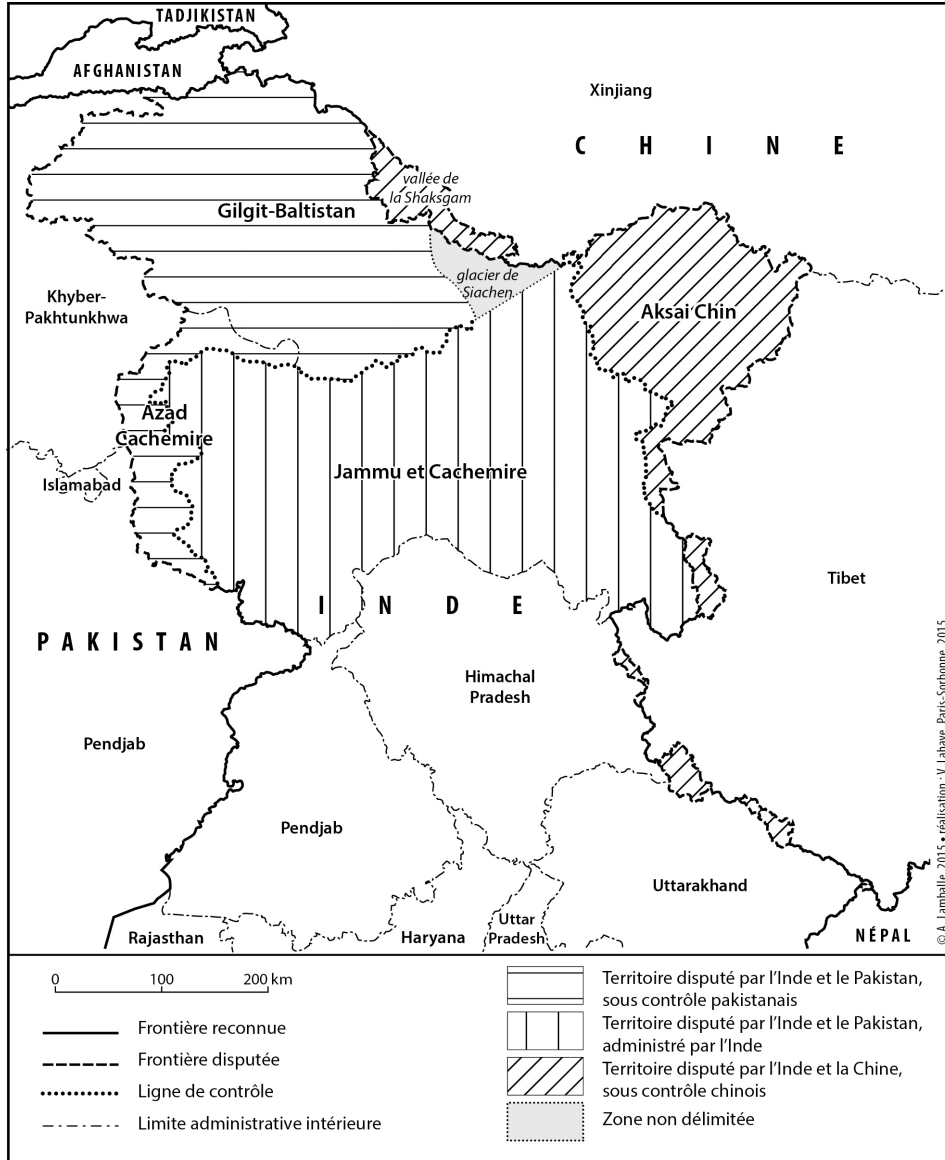 TADJIKISTAN
AFGHANISTAN
Xinjiang
CHINE
vallée de
la Shaksgam
Gilgit-Baltistan
glacier de
Siachen
Khyber-
Pakhtunkhwa
Aksai Chin
Azad
Cachemire
Islamabad
Jammu et Cachemire
Tibet
INDE
PAKISTAN
Himachal
Pradesh
Pendjab
Pendjab
Uttarakhand
Uttar
Pradesh
Rajasthan
Haryana
NÉPAL
© A. Lamballe, 2015 • réalisation : V. Lahaye, Paris-Sorbonne, 2015
0 100 200 km
Frontière reconnue
Frontière disputée
Ligne de contrôle
Limite administrative intérieure
Territoire disputé par l’Inde et le Pakistan,
sous contrôle pakistanais
Territoire disputé par l’Inde et le Pakistan,
administré par l’Inde
Territoire disputé par l’Inde et la Chine,
sous contrôle chinois
Zone non délimitée